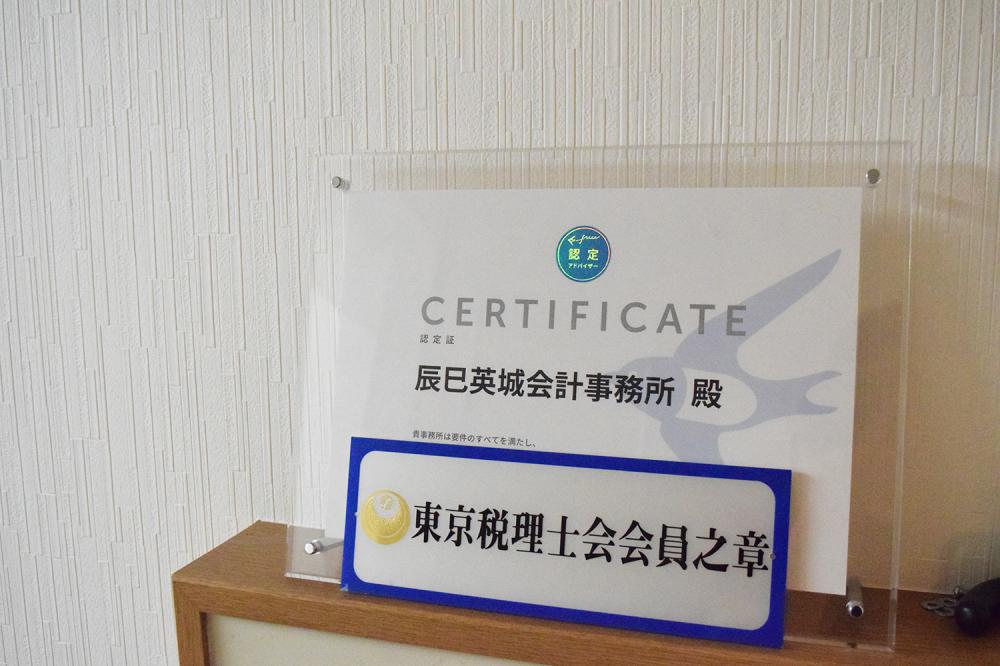 freee
認定
アドバイザー
CERTIFICATE
認定証
辰巳英城会計事務所 殿
貴事務所は要件のすべてを満たし、
東京税理士会会員之章